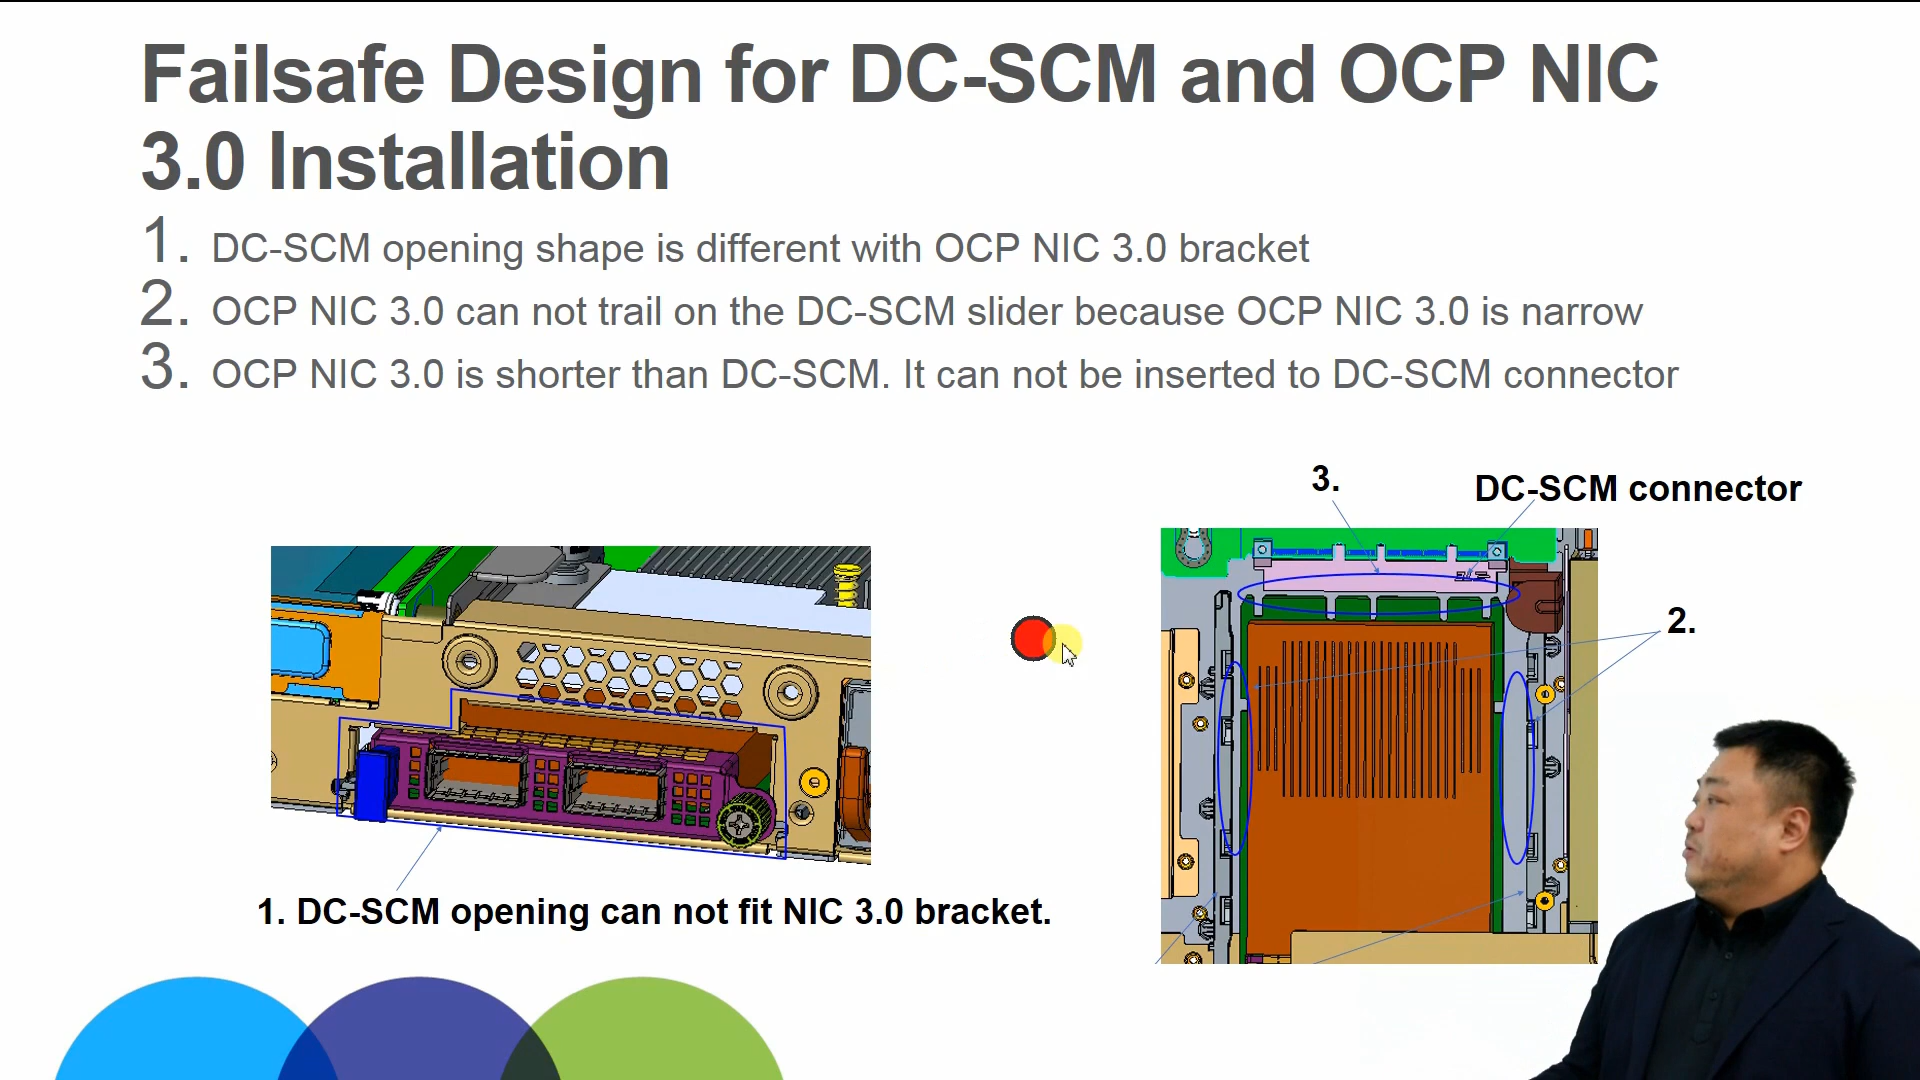 Failsafe Design for DC-SCM and OCP NIC
3.0 Installation
1. DC-SCM opening shape is different with OCP NIC 3.0 bracket
2. OCP NIC 3.0 can not trail on the DC-SCM slider because OCP NIC 3.0 is narrow
3. OCP NIC 3.0 is shorter than DC-SCM. It can not be inserted to DC-SCM connector
3.
DC-SCM connector
2.
1. DC-SCM opening can not fit NIC 3.0 bracket.